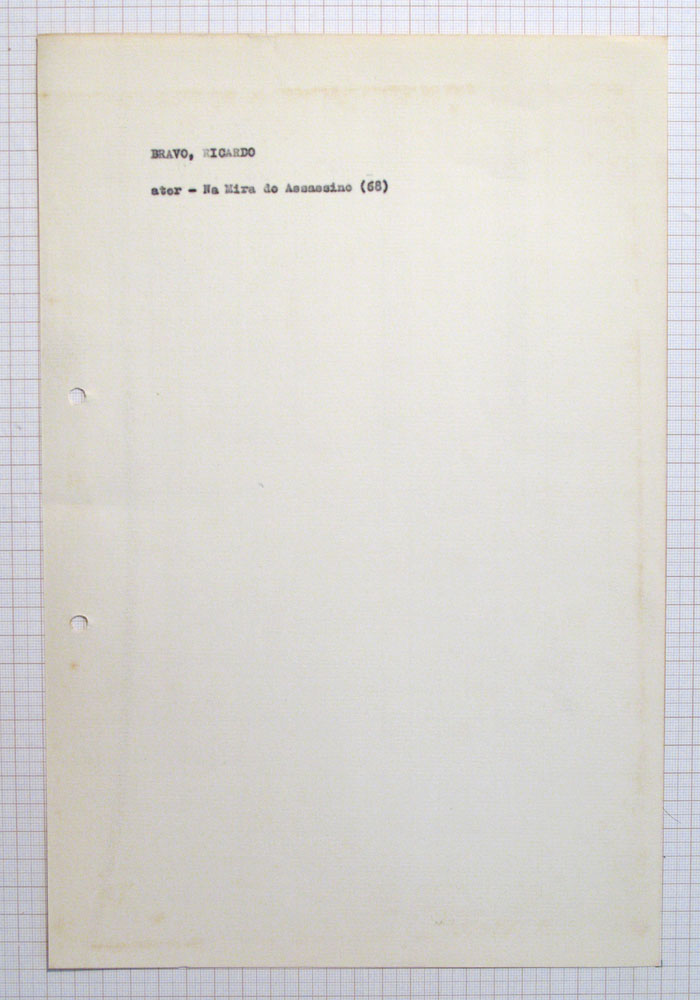 BRAVO, RICARDO
ator - Na Mira do Assassino (68)